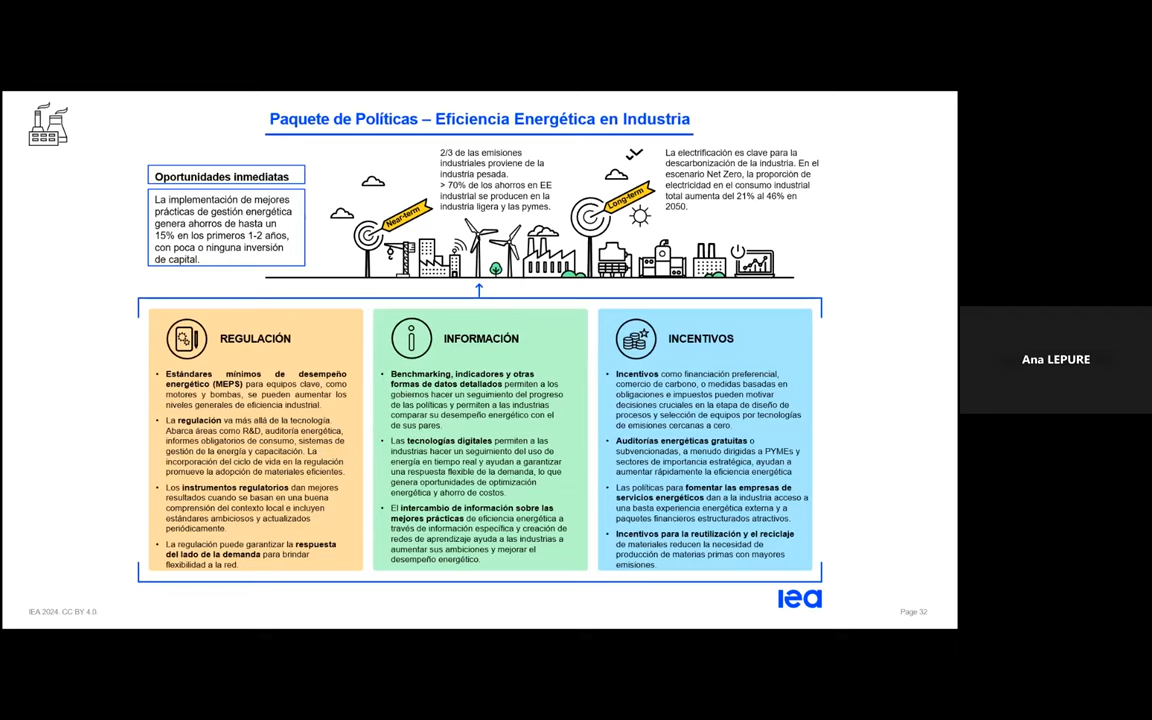 Paquete de Políticas – Eficiencia Energética en Industria
Oportunidades inmediatas
La implementación de mejores
prácticas de gestión energética
genera ahorros de hasta un
15% en los primeros 1-2 años,
con poca o ninguna inversión
de capital.
2/3 de las emisiones
industriales proviene de la
industria pesada.
> 70% de los ahorros en EE
industrial se producen en la
industria ligera y las pymes.
La electrificación es clave para la
descarbonización de la industria. En el
escenario Net Zero, la proporción de
electricidad en el consumo industrial
total aumenta del 21% al 46% en
2050.
Near-term
Long-term
REGULACIÓN
• Estándares mínimos de desempeño
energético (MEPS) para equipos clave, como
motores y bombas, se pueden aumentar los
niveles generales de eficiencia industrial.
• La regulación va más allá de la tecnología.
Abarca áreas como R&D, auditoría energética,
informes obligatorios de consumo, sistemas de
gestión de la energía y capacitación. La
incorporación del ciclo de vida en la regulación
promueve la adopción de materiales eficientes.
• Los instrumentos regulatorios dan mejores
resultados cuando se basan en una buena
comprensión del contexto local e incluyen
estándares ambiciosos y actualizados
periódicamente.
• La regulación puede garantizar la respuesta
del lado de la demanda para brindar
flexibilidad a la red.
INFORMACIÓN
• Benchmarking, indicadores y otras
formas de datos detallados permiten a los
gobiernos hacer un seguimiento del progreso
de las políticas y permiten a las industrias
comparar su desempeño energético con el
de sus pares.
• Las tecnologías digitales permiten a las
industrias hacer un seguimiento del uso de
energía en tiempo real y ayudan a garantizar
una respuesta flexible de la demanda, lo que
genera oportunidades de optimización
energética y ahorro de costos.
• El intercambio de información sobre las
mejores prácticas de eficiencia energética a
través de información específica y creación de
redes de aprendizaje ayuda a las industrias a
aumentar sus ambiciones y mejorar el
desempeño energético.
INCENTIVOS
• Incentivos como financiación preferencial,
comercio de carbono, o medidas basadas en
obligaciones e impuestos pueden motivar
decisiones cruciales en la etapa de diseño de
procesos y selección de equipos por tecnologías
de emisiones cercanas a cero.
• Auditorías energéticas gratuitas o
subvencionadas, a menudo dirigidas a PYMEs y
sectores de importancia estratégica, ayudan a
aumentar rápidamente la eficiencia energética
• Las políticas para fomentar las empresas de
servicios energéticos dan a la industria acceso a
una basta experiencia energética externa y a
paquetes financieros estructurados atractivos.
• Incentivos para la reutilización y el reciclaje
de materiales reducen la necesidad de
producción de materias primas con mayores
emisiones.
Ana LEPURE
iea
IEA 2024. CC BY 4.0.
Page 32